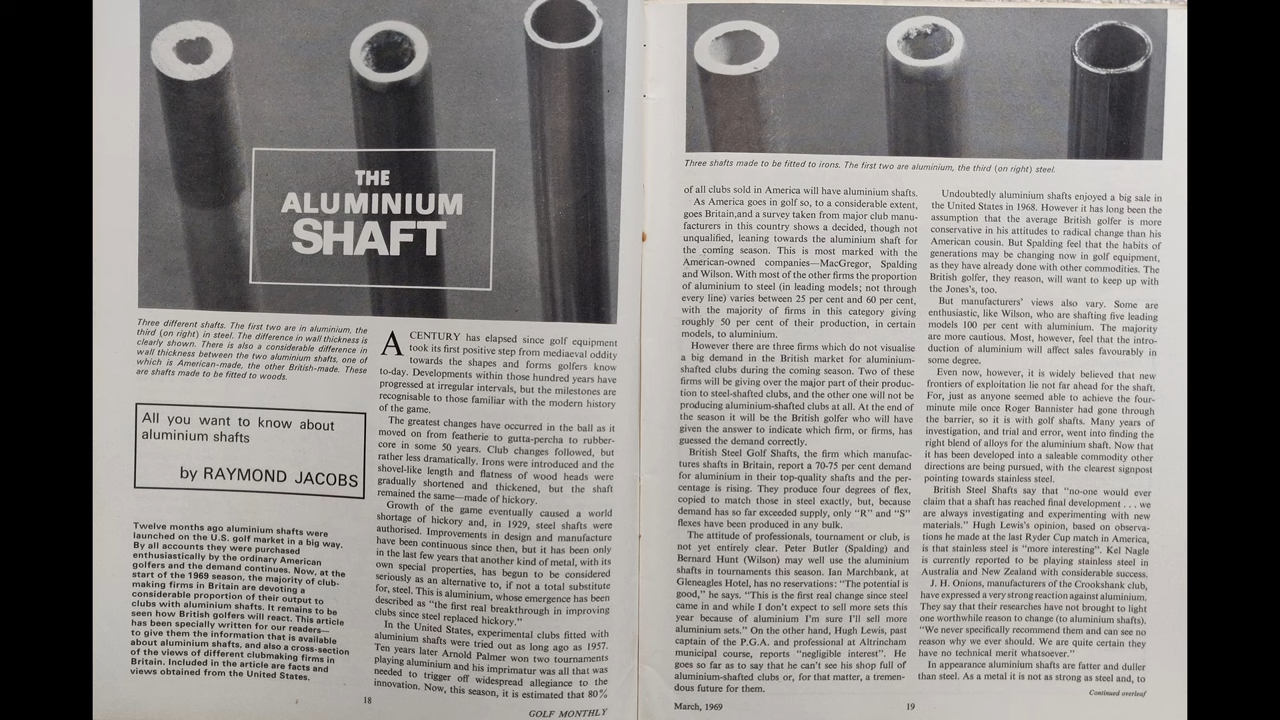 THE
ALUMINIUM
SHAFT
Three different shafts. The first two are in aluminium, the
third (on right) in steel. The difference in wall thickness is
clearly shown. There is also a considerable difference in
wall thickness between the two aluminium shafts, one of
which is American-made, the other British-made. These
are shafts made to be fitted to woods.
All you want to know about
aluminium shafts
by RAYMOND JACOBS
Twelve months ago aluminium shafts were
launched on the U.S. golf market in a big way.
By all accounts they were purchased
enthusiastically by the ordinary American
golfers and the demand continues. Now, at the
start of the 1969 season, the majority of club-
making firms in Britain are devoting a
considerable proportion of their output to
clubs with aluminium shafts. It remains to be
seen how British golfers will react. This article
has been specially written for our readers—
to give them the information that is available
about aluminium shafts, and also a cross-section
of the views of different clubmaking firms in
Britain. Included in the article are facts and
views obtained from the United States.
A CENTURY has elapsed since golf equipment
took its first positive step from mediaeval oddity
towards the shapes and forms golfers know
to-day. Developments within those hundred years have
progressed at irregular intervals, but the milestones are
recognisable to those familiar with the modern history
of the game.
The greatest changes have occurred in the ball as it
moved on from featherie to gutta-percha to rubber-
core in some 50 years. Club changes followed, but
rather less dramatically. Irons were introduced and the
shovel-like length and flatness of wood heads were
gradually shortened and thickened, but the shaft
remained the same—made of hickory.
Growth of the game eventually caused a world
shortage of hickory and, in 1929, steel shafts were
authorised. Improvements in design and manufacture
have been continuous since then, but it has been only
in the last few years that another kind of metal, with its
own special properties, has begun to be considered
seriously as an alternative to, if not a total substitute
for, steel. This is aluminium, whose emergence has been
described as "the first real breakthrough in improving
clubs since steel replaced hickory."
In the United States, experimental clubs fitted with
aluminium shafts were tried out as long ago as 1957.
Ten years later Arnold Palmer won two tournaments
playing aluminium and his imprimatur was all that was
needed to trigger off widespread allegiance to the
innovation. Now, this season, it is estimated that 80%
18
GOLF MONTHLY
Three shafts made to be fitted to irons. The first two are aluminium, the third (on right) steel.
of all clubs sold in America will have aluminium shafts.
As America goes in golf so, to a considerable extent,
goes Britain,and a survey taken from major club manu-
facturers in this country shows a decided, though not
unqualified, leaning towards the aluminium shaft for
the coming season. This is most marked with the
American-owned companies—MacGregor, Spalding
and Wilson. With most of the other firms the proportion
of aluminium to steel (in leading models; not through
every line) varies between 25 per cent and 60 per cent,
with the majority of firms in this category giving
roughly 50 per cent of their production, in certain
models, to aluminium.
However there are three firms which do not visualise
a big demand in the British market for aluminium-
shafted clubs during the coming season. Two of these
firms will be giving over the major part of their produc-
tion to steel-shafted clubs, and the other one will not be
producing aluminium-shafted clubs at all. At the end of
the season it will be the British golfer who will have
given the answer to indicate which firm, or firms, has
guessed the demand correctly.
British Steel Golf Shafts, the firm which manufac-
tures shafts in Britain, report a 70-75 per cent demand
for aluminium in their top-quality shafts and the per-
centage is rising. They produce four degrees of flex,
copied to match those in steel exactly, but, because
demand has so far exceeded supply, only "R" and "S"
flexes have been produced in any bulk.
The attitude of professionals, tournament or club, is
not yet entirely clear. Peter Butler (Spalding) and
Bernard Hunt (Wilson) may well use the aluminium
shafts in tournaments this season. Ian Marchbank, at
Gleneagles Hotel, has no reservations: "The potential is
good," he says. "This is the first real change since steel
came in and while I don't expect to sell more sets this
year because of aluminium I'm sure I'll sell more
aluminium sets." On the other hand, Hugh Lewis, past
captain of the P.G.A. and professional at Altrincham
municipal course, reports "negligible interest". He
goes so far as to say that he can't see his shop full of
aluminium-shafted clubs or, for that matter, a tremen-
dous future for them.
March, 1969
Undoubtedly aluminium shafts enjoyed a big sale in
the United States in 1968. However it has long been the
assumption that the average British golfer is more
conservative in his attitudes to radical change than his
American cousin. But Spalding feel that the habits of
generations may be changing now in golf equipment,
as they have already done with other commodities. The
British golfer, they reason, will want to keep up with
the Jones's, too.
But manufacturers' views also vary. Some are
enthusiastic, like Wilson, who are shafting five leading
models 100 per cent with aluminium. The majority
are more cautious. Most, however, feel that the intro-
duction of aluminium will affect sales favourably in
some degree.
Even now, however, it is widely believed that new
frontiers of exploitation lie not far ahead for the shaft.
For, just as anyone seemed able to achieve the four-
minute mile once Roger Bannister had gone through
the barrier, so it is with golf shafts. Many years of
investigation, and trial and error, went into finding the
right blend of alloys for the aluminium shaft. Now that
it has been developed into a saleable commodity other
directions are being pursued, with the clearest signpost
pointing towards stainless steel.
British Steel Shafts say that "no-one would ever
claim that a shaft has reached final development . . . we
are always investigating and experimenting with new
materials." Hugh Lewis's opinion, based on observa-
tions he made at the last Ryder Cup match in America,
is that stainless steel is "more interesting". Kel Nagle
is currently reported to be playing stainless steel in
Australia and New Zealand with considerable success.
J. H. Onions, manufacturers of the Crookshank club,
have expressed a very strong reaction against aluminium.
They say that their researches have not brought to light
one worthwhile reason to change (to aluminium shafts).
"We never specifically recommend them and can see no
reason why we ever should. We are quite certain they
have no technical merit whatsoever."
In appearance aluminium shafts are fatter and duller
than steel. As a metal it is not as strong as steel and, to
Continued overleaf
19